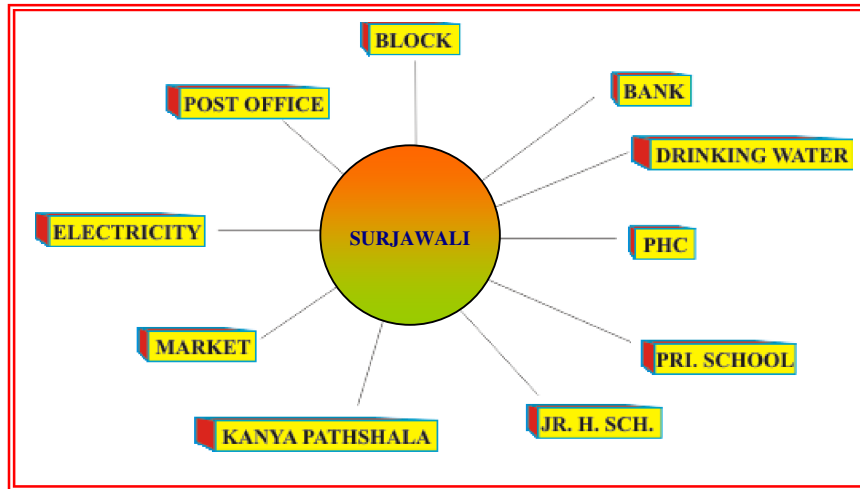 BLOCK
POST OFFICE
BANK
DRINKING WATER
ELECTRICITY
SURJAWALI
PHC
MARKET
PRI. SCHOOL
KANYA PATHSHALA
JR. H. SCH.